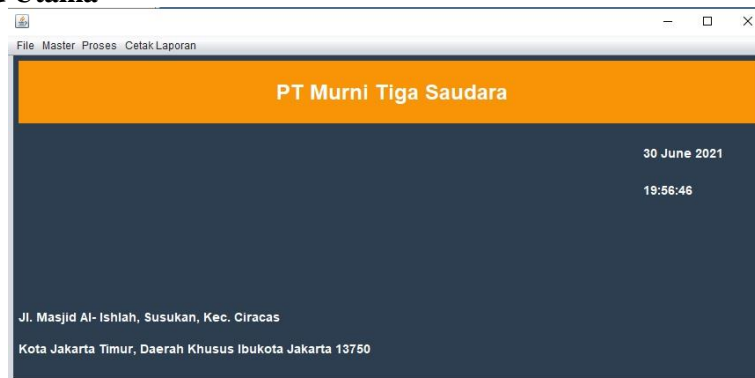 Utama
File Master Proses Cetak Laporan
PT Murni Tiga Saudara
30 June 2021
19:56:46
Jl. Masjid Al- Ishlah, Susukan, Kec. Ciracas
Kota Jakarta Timur, Daerah Khusus Ibukota Jakarta 13750